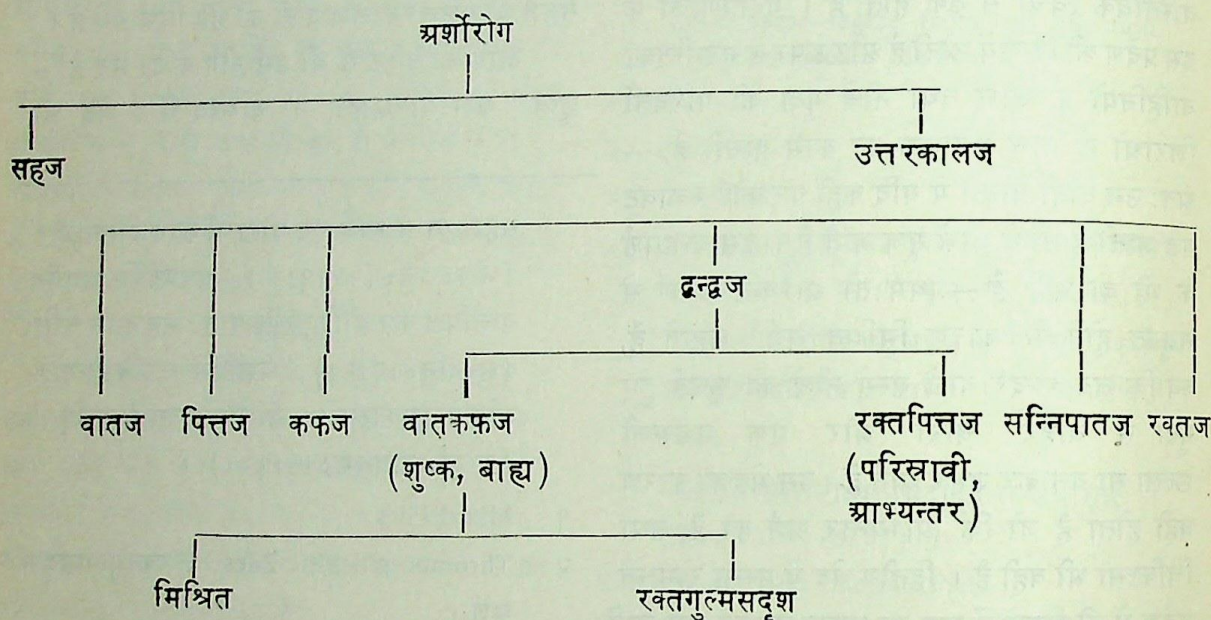 अर्शोरोग
सहज उत्तरकालज
द्वन्द्वज
वातज पित्तज कफज वातकफज रक्तपित्तज सन्निपातज रक्तज
(शुष्क, बाह्य) (परिस्रावी,
आभ्यन्तर)
मिश्रित रक्तगुल्मसदृश